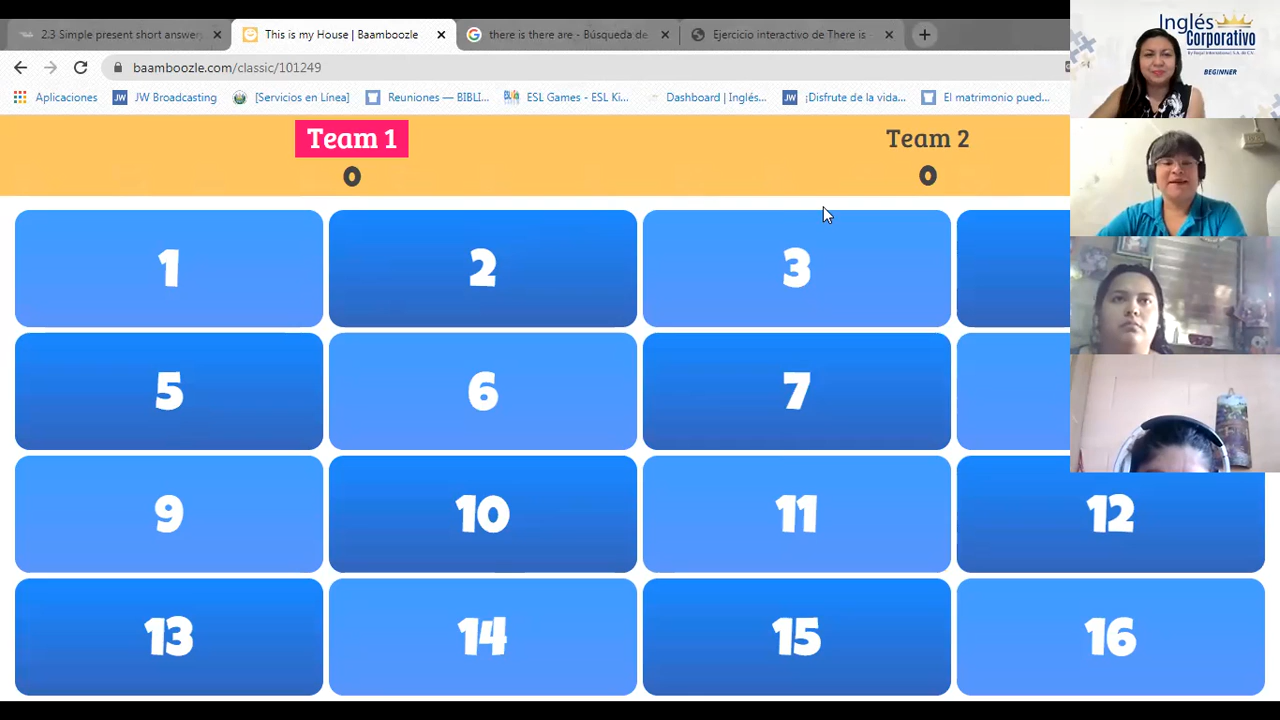 2.3 Simple present short answer
This is my House | Baamboozle
there is there are - Búsqueda de
Ejercicio interactivo de There is
baamboozle.com/classic/101249
Aplicaciones
JW Broadcasting
[Servicios en Línea]
Reuniones — BIBLI...
ESL Games - ESL Ki...
Dashboard | Inglés...
¡Disfrute de la vida...
El matrimonio pued...
Inglés
Corporativo
BEGINNER
Team 1
0
Team 2
0
1
2
3
5
6
7
9
10
11
12
13
14
15
16